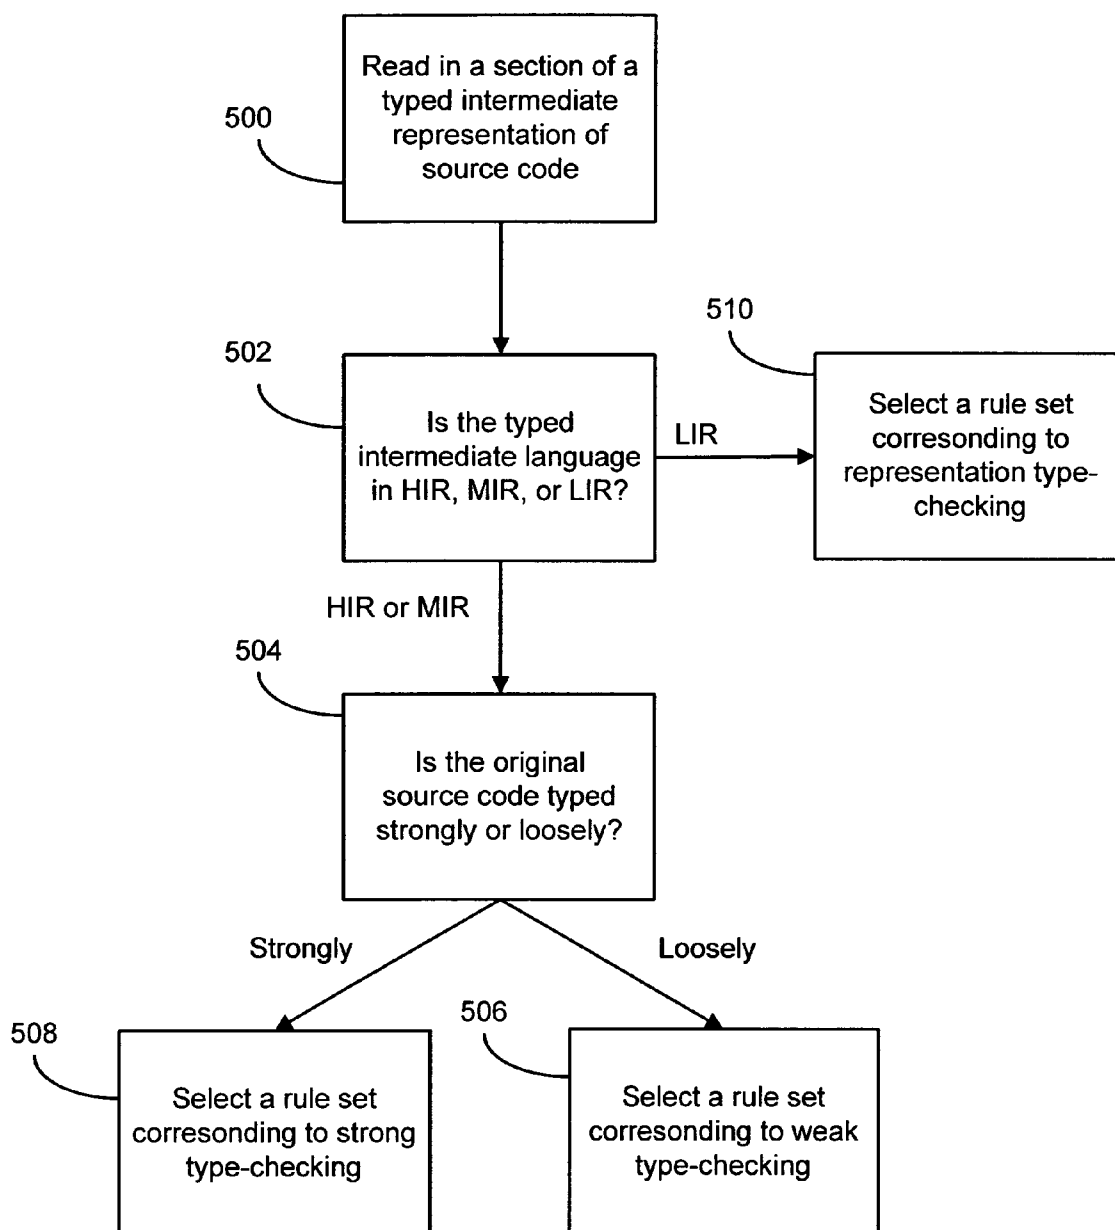 500
Read in a section of a
typed intermediate
representation of
source code
502
Is the typed
intermediate language
in HIR, MIR, or LIR?
LIR
510
Select a rule set
corresonding to
representation type-
checking
HIR or MIR
504
Is the original
source code typed
strongly or loosely?
Strongly
Loosely
508
Select a rule set
corresonding to strong
type-checking
506
Select a rule set
corresonding to weak
type-checking